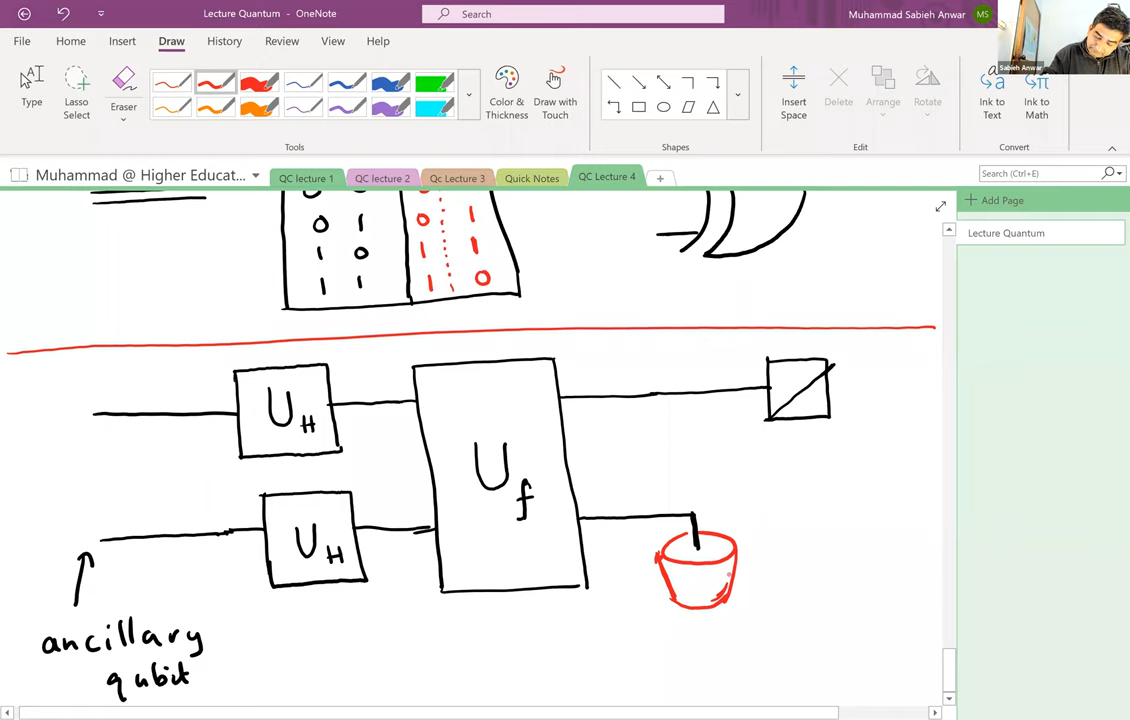 Lecture Quantum - OneNote
Search
Muhammad Sabieh Anwar
MS
File
Home
Insert
Draw
History
Review
View
Help
Type
Lasso Select
Eraser
Color & Thickness
Draw with Touch
Insert Space
Delete
Arrange
Rotate
Ink to Text
Ink to Math
Tools
Shapes
Edit
Convert
Sabieh Anwar
Muhammad @ Higher Educat...
QC lecture 1
QC lecture 2
Qc Lecture 3
Quick Notes
QC Lecture 4
Search (Ctrl+E)
Add Page
Lecture Quantum
0 1 0 1
1 0 1 1
1 1 1 0
U H
U f
U H
ancillary
qubit